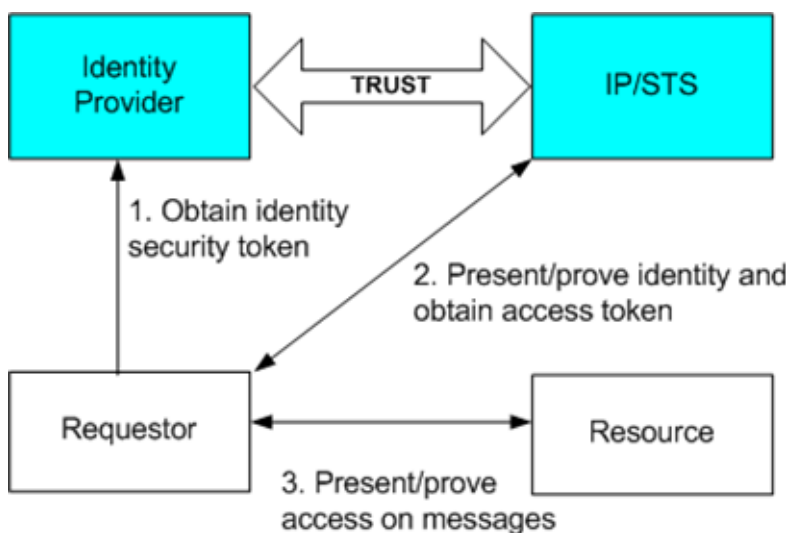 Identity
Provider
TRUST
IP/STS
1. Obtain identity
security token
2. Present/prove identity and
obtain access token
Requestor
Resource
3. Present/prove
access on messages